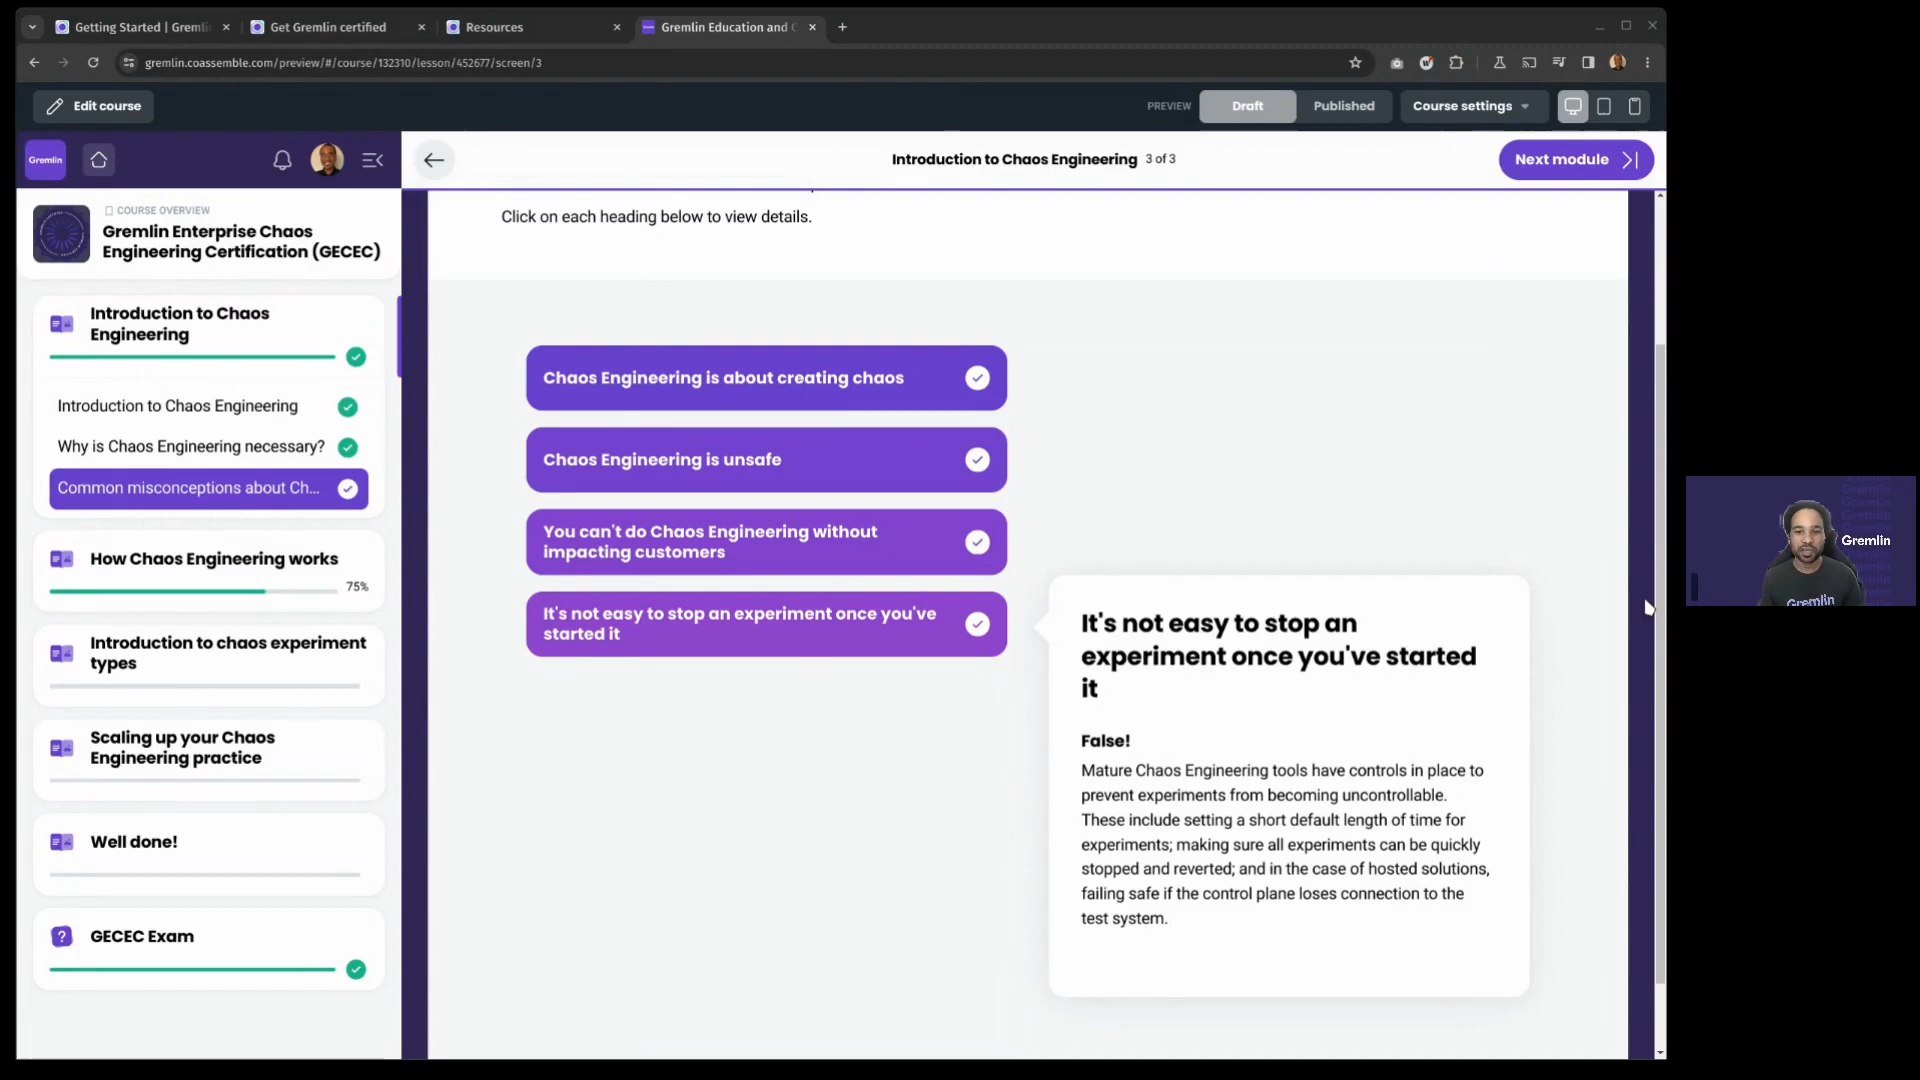 Getting Started | Gremli
Get Gremlin certified
Resources
Gremlin Education and C
gremlin.coassemble.com/preview/#/course/132310/lesson/452677/screen/3
Edit course
PREVIEW
Draft
Published
Course settings
Gremlin
Introduction to Chaos Engineering 3 of 3
Next module
COURSE OVERVIEW
Gremlin Enterprise Chaos
Engineering Certification (GECEC)
Introduction to Chaos
Engineering
Introduction to Chaos Engineering
Why is Chaos Engineering necessary?
Common misconceptions about Ch...
How Chaos Engineering works
75%
Introduction to chaos experiment
types
Scaling up your Chaos
Engineering practice
Well done!
GECEC Exam
Click on each heading below to view details.
Chaos Engineering is about creating chaos
Chaos Engineering is unsafe
You can't do Chaos Engineering without
impacting customers
It's not easy to stop an experiment once you've
started it
It's not easy to stop an
experiment once you've started
it
False!
Mature Chaos Engineering tools have controls in place to
prevent experiments from becoming uncontrollable.
These include setting a short default length of time for
experiments; making sure all experiments can be quickly
stopped and reverted; and in the case of hosted solutions,
failing safe if the control plane loses connection to the
test system.
Gremlin
Gremlin